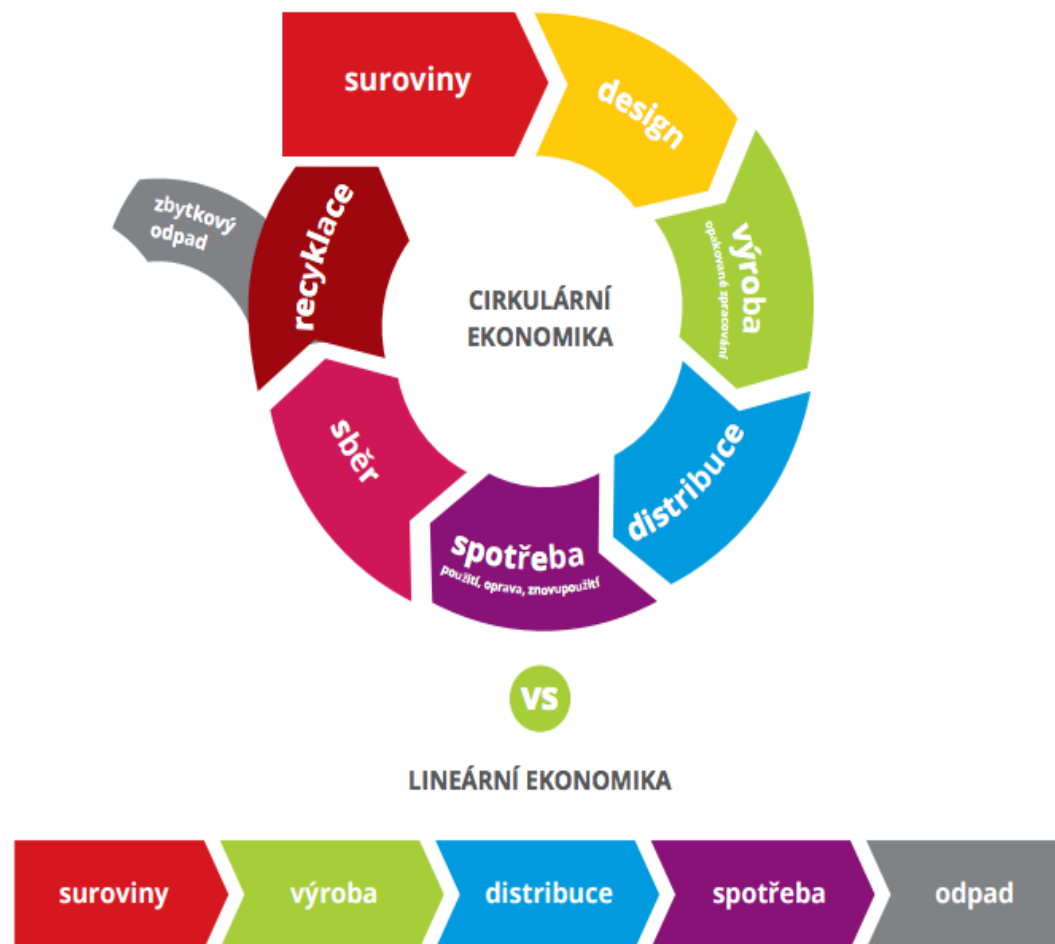 suroviny
design
výroba
opakované zpracování
distribuce
spotřeba
použití, oprava, znovupoužití
sběr
recyklace
zbytkový
odpad
CIRKULÁRNÍ
EKONOMIKA
VS
LINEÁRNÍ EKONOMIKA
suroviny
výroba
distribuce
spotřeba
odpad